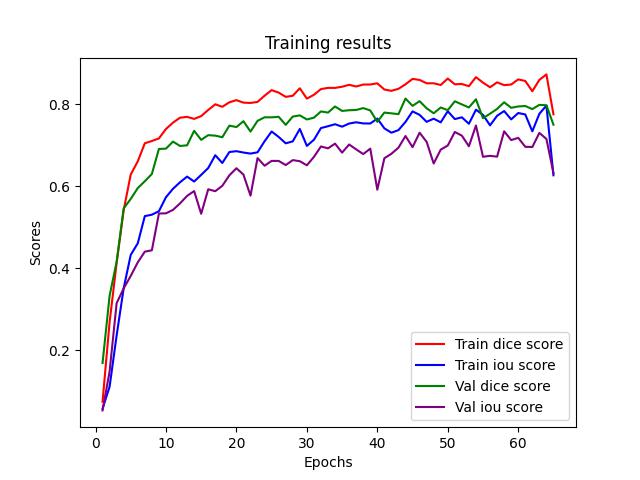 Training results
Scores
0.8
0.6
0.4
0.2
0 10 20 30 40 50 60
Epochs
Train dice score
Train iou score
Val dice score
Val iou score